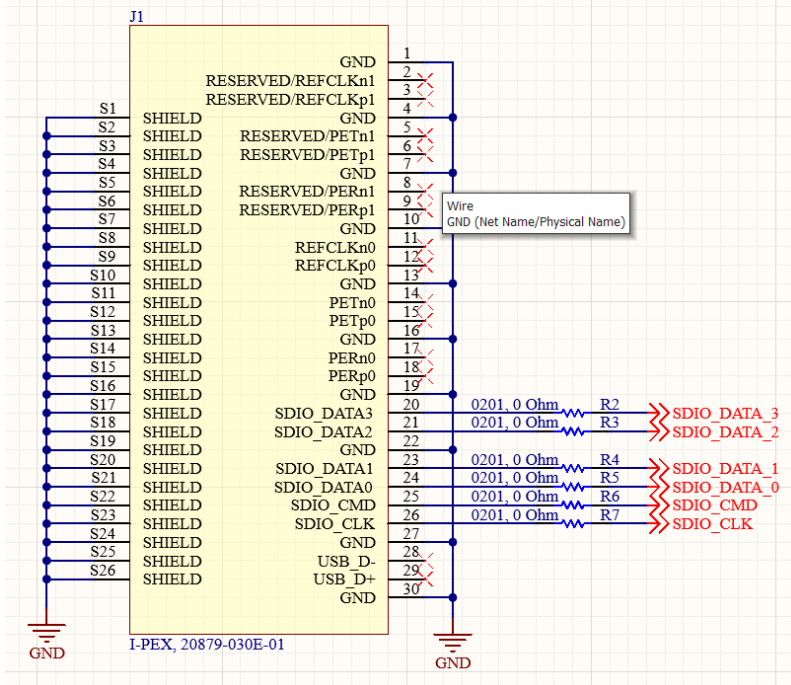 J1
GND 1
RESERVED/REFCLKn1 2
RESERVED/REFCLKp1 3
S1 SHIELD GND 4
S2 SHIELD RESERVED/PETn1 5
S3 SHIELD RESERVED/PETp1 6
S4 SHIELD GND 7
S5 SHIELD RESERVED/PERn1 8
S6 SHIELD RESERVED/PERp1 9
Wire
GND (Net Name/Physical Name)
S7 SHIELD GND 10
S8 SHIELD REFCLKn0 11
S9 SHIELD REFCLKp0 12
S10 SHIELD GND 13
S11 SHIELD PETn0 14
S12 SHIELD PETp0 15
S13 SHIELD GND 16
S14 SHIELD PERn0 17
S15 SHIELD PERp0 18
S16 SHIELD GND 19
S17 SHIELD SDIO_DATA3 20 0201, 0 Ohm R2 SDIO_DATA_3
S18 SHIELD SDIO_DATA2 21 0201, 0 Ohm R3 SDIO_DATA_2
S19 SHIELD GND 22
S20 SHIELD SDIO_DATA1 23 0201, 0 Ohm R4 SDIO_DATA_1
S21 SHIELD SDIO_DATA0 24 0201, 0 Ohm R5 SDIO_DATA_0
S22 SHIELD SDIO_CMD 25 0201, 0 Ohm R6 SDIO_CMD
S23 SHIELD SDIO_CLK 26 0201, 0 Ohm R7 SDIO_CLK
S24 SHIELD GND 27
S25 SHIELD USB_D- 28
S26 SHIELD USB_D+ 29
GND 30
I-PEX, 20879-030E-01
GND
GND